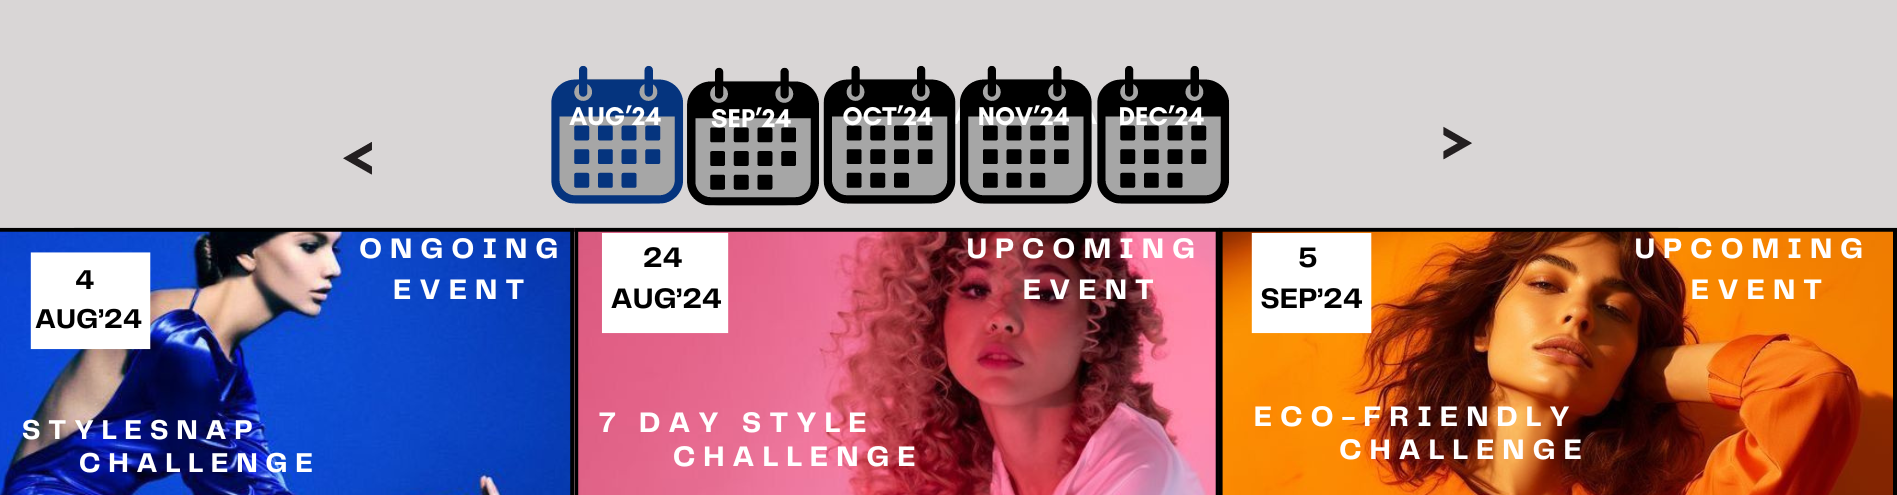 AUG'24 SEP'24 OCT'24 NOV'24 DEC'24
< >
4
AUG'24
ONGOING
EVENT
STYLESNAP
CHALLENGE
24
AUG'24
UPCOMING
EVENT
7 DAY STYLE
CHALLENGE
5
SEP'24
UPCOMING
EVENT
ECO-FRIENDLY
CHALLENGE